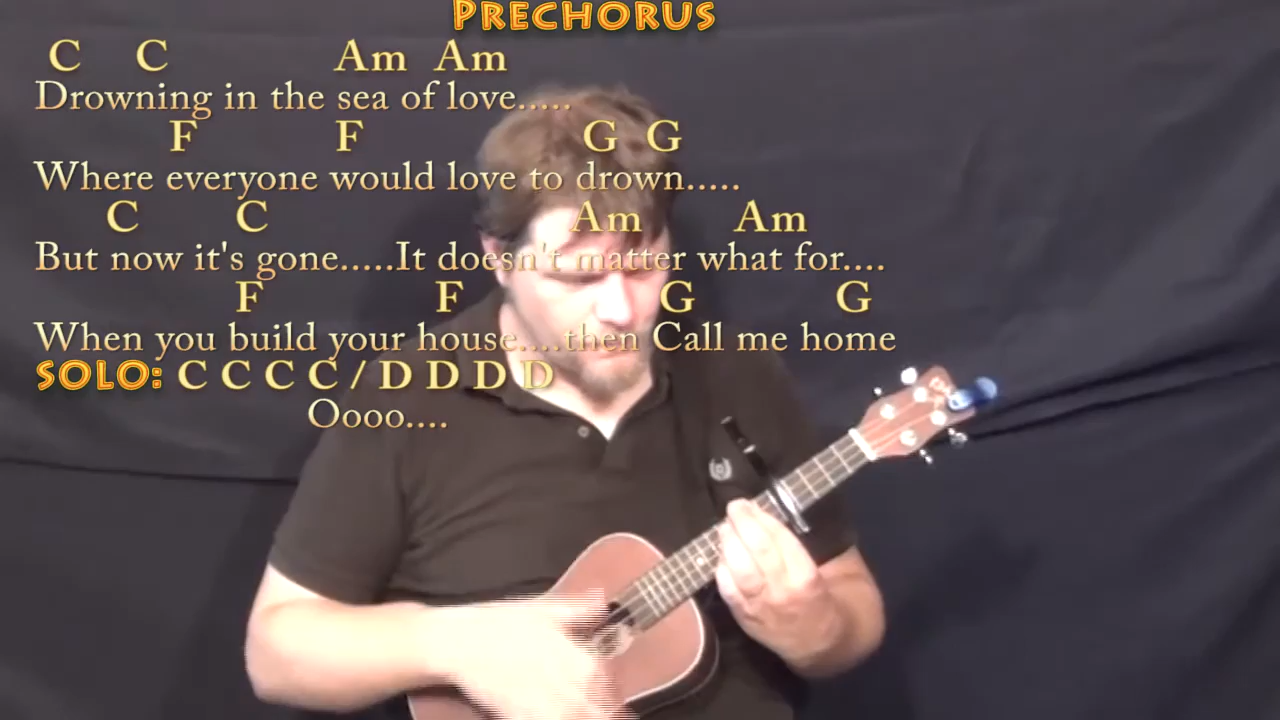 PRECHORUS
C C Am Am
Drowning in the sea of love.....
F F G G
Where everyone would love to drown.....
C C Am Am
But now it's gone.....It doesn't matter what for....
F F G G
When you build your house....then Call me home
SOLO: C C C C / D D D D
Oooo....